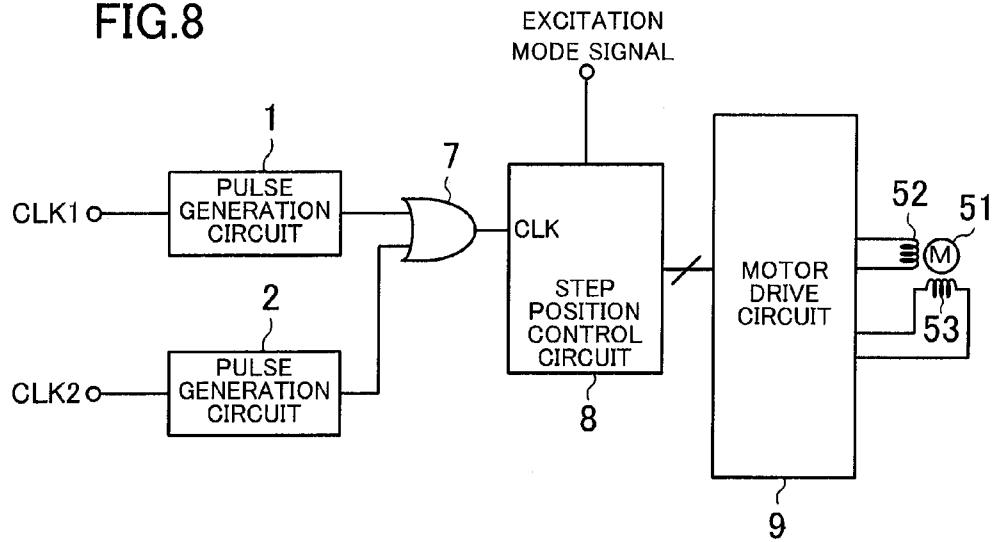 FIG.8
EXCITATION
MODE SIGNAL
1
PULSE
GENERATION
CIRCUIT
CLK1
7
CLK
STEP
POSITION
CONTROL
CIRCUIT
8
2
PULSE
GENERATION
CIRCUIT
CLK2
MOTOR
DRIVE
CIRCUIT
9
52
51
M
53